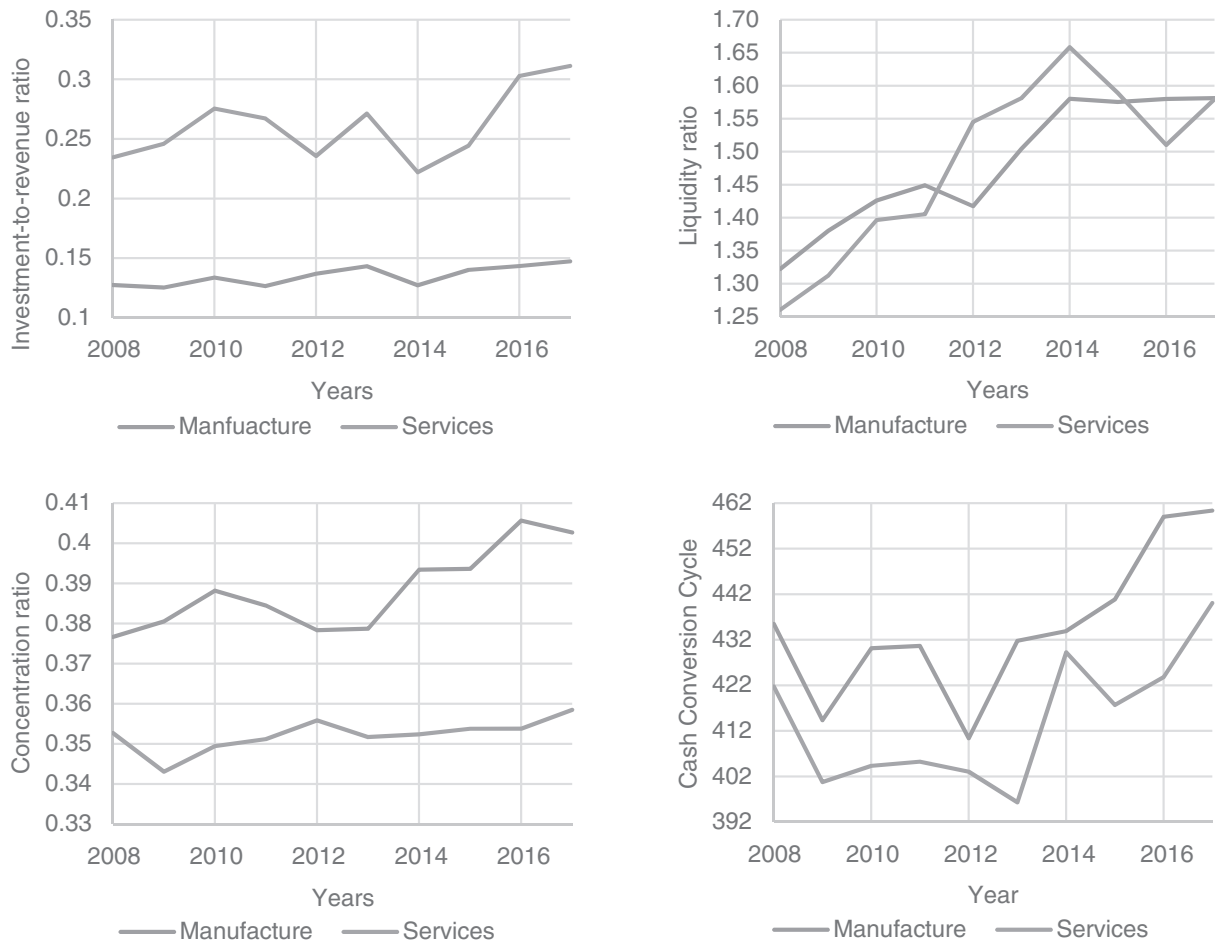 Investment-to-revenue ratio
0.35
0.3
0.25
0.2
0.15
0.1
2008 2010 2012 2014 2016
Years
Manfuacture Services
Liquidity ratio
1.70
1.65
1.60
1.55
1.50
1.45
1.40
1.35
1.30
1.25
2008 2010 2012 2014 2016
Years
Manufacture Services
Concentration ratio
0.41
0.4
0.39
0.38
0.37
0.36
0.35
0.34
0.33
2008 2010 2012 2014 2016
Years
Manufacture Services
Cash Conversion Cycle
462
452
442
432
422
412
402
392
2008 2010 2012 2014 2016
Year
Manufacture Services